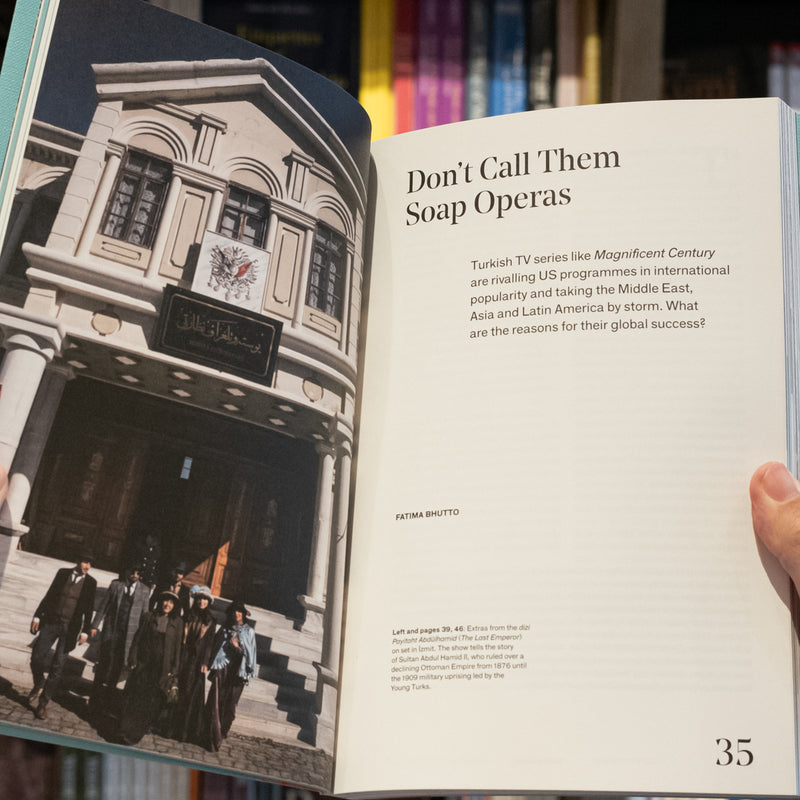 Don't Call Them
Soap Operas
Turkish TV series like Magnificent Century
are rivalling US programmes in international
popularity and taking the Middle East,
Asia and Latin America by storm. What
are the reasons for their global success?
FATIMA BHUTTO
Left and pages 39, 46: Extras from the dizi
Payitaht Abdülhamid (The Last Emperor)
on set in İzmit. The show tells the story
of Sultan Abdul Hamid II, who ruled over a
declining Ottoman Empire from 1876 until
the 1909 military uprising led by the
Young Turks.
35